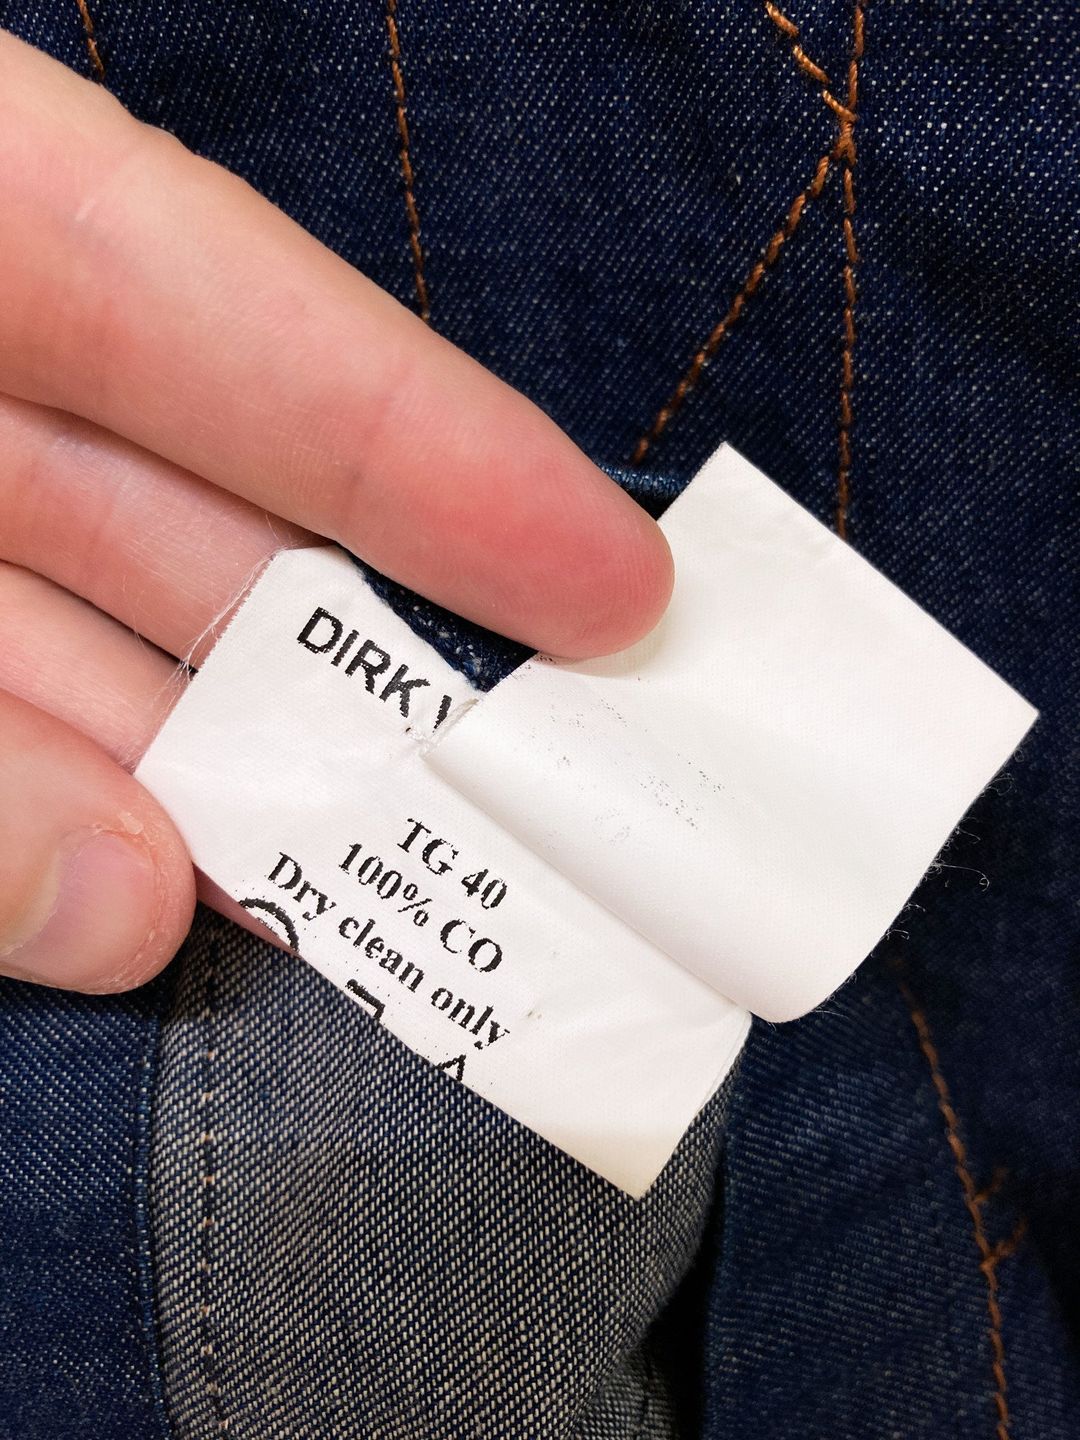 DIRK
TG 40
100% CO
Dry clean only